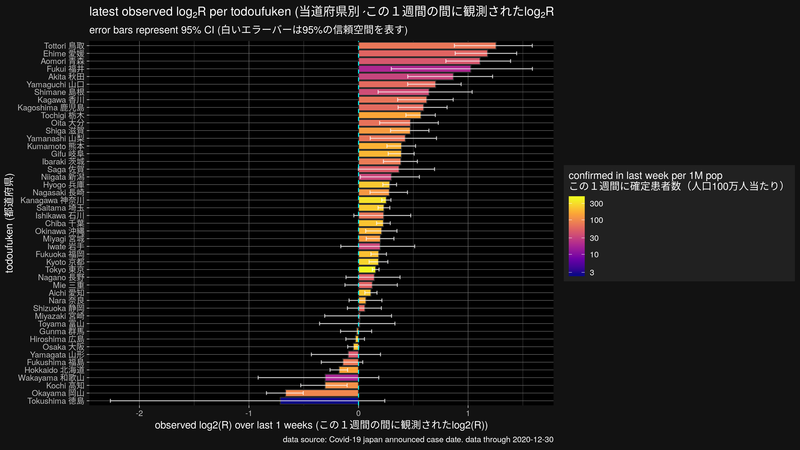 latest observed log₂R per todoufuken (当道府県別 この１週間の間に観測されたlog₂R
error bars represent 95% CI (白いエラーバーは95%の信頼空間を表す)
todoufuken (都道府県)
Tottori 鳥取
Ehime 愛媛
Aomori 青森
Fukui 福井
Akita 秋田
Yamaguchi 山口
Shimane 島根
Kagawa 香川
Kagoshima 鹿児島
Tochigi 栃木
Oita 大分
Shiga 滋賀
Yamanashi 山梨
Kumamoto 熊本
Gifu 岐阜
Ibaraki 茨城
Saga 佐賀
Niigata 新潟
Hyogo 兵庫
Nagasaki 長崎
Kanagawa 神奈川
Saitama 埼玉
Ishikawa 石川
Chiba 千葉
Okinawa 沖縄
Miyagi 宮城
Iwate 岩手
Fukuoka 福岡
Kyoto 京都
Tokyo 東京
Nagano 長野
Mie 三重
Aichi 愛知
Nara 奈良
Shizuoka 静岡
Miyazaki 宮崎
Toyama 富山
Gunma 群馬
Hiroshima 広島
Osaka 大阪
Yamagata 山形
Fukushima 福島
Hokkaido 北海道
Wakayama 和歌山
Kochi 高知
Okayama 岡山
Tokushima 徳島
-2 -1 0 1
observed log2(R) over last 1 weeks (この１週間の間に観測されたlog2(R))
data source: Covid-19 japan announced case date. data through 2020-12-30
confirmed in last week per 1M pop
この１週間に確定患者数（人口100万人当たり）
300
100
30
10
3